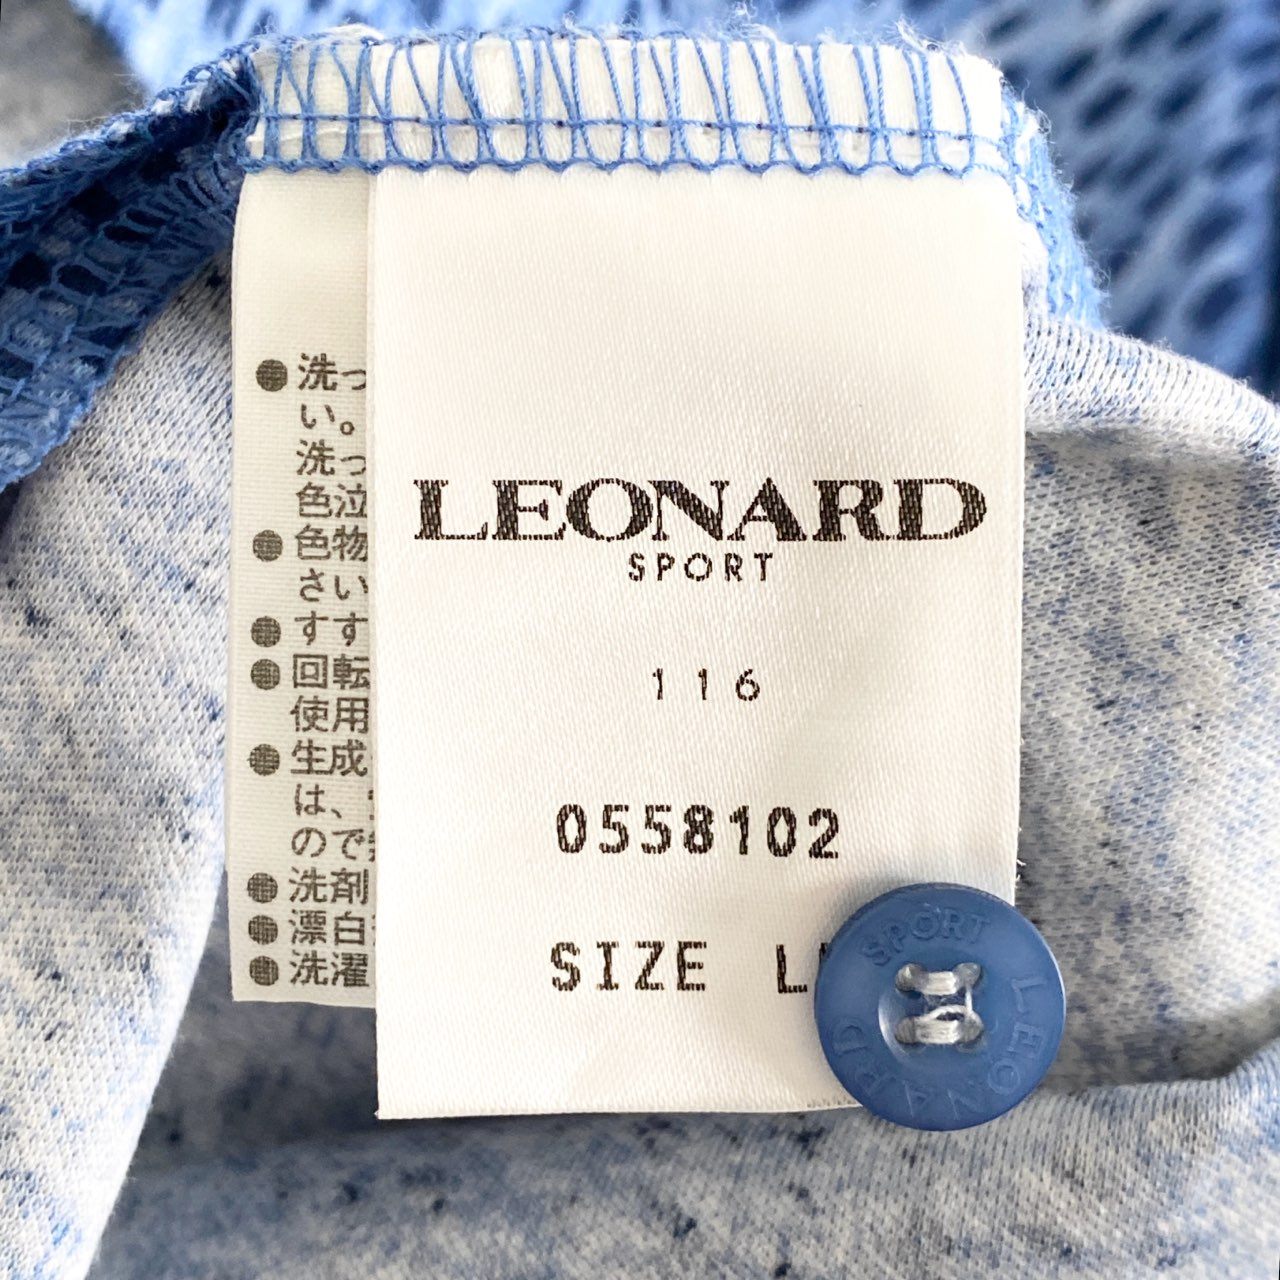 LEONARD
SPORT
116
0558102
SIZE L
● 洗っ
い。
洗っ
色泣
● 色物
さい
● すす
● 回転
使用
● 生成
は、
ので
● 洗剤
● 漂白
● 洗濯
SPORT
LEONARD